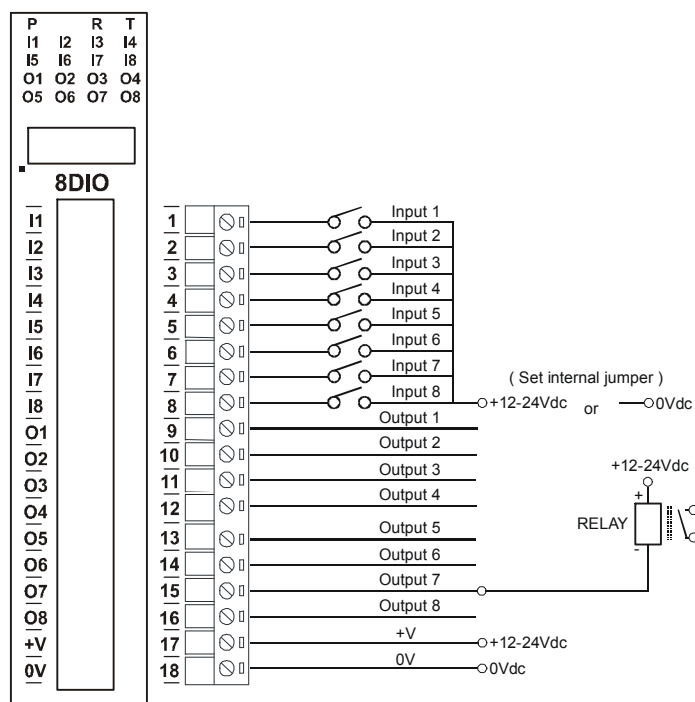 P R T
I1 I2 I3 I4
I5 I6 I7 I8
O1 O2 O3 O4
O5 O6 O7 O8
8DIO
I1 1 Input 1
I2 2 Input 2
I3 3 Input 3
I4 4 Input 4
I5 5 Input 5
I6 6 Input 6
I7 7 Input 7
( Set internal jumper )
I8 8 Input 8 +12-24Vdc or 0Vdc
O1 9 Output 1
O2 10 Output 2
O3 11 Output 3
+12-24Vdc
O4 12 Output 4
+
RELAY
O5 13 Output 5
-
O6 14 Output 6
O7 15 Output 7
O8 16 Output 8
+V 17 +V +12-24Vdc
0V 18 0V 0Vdc